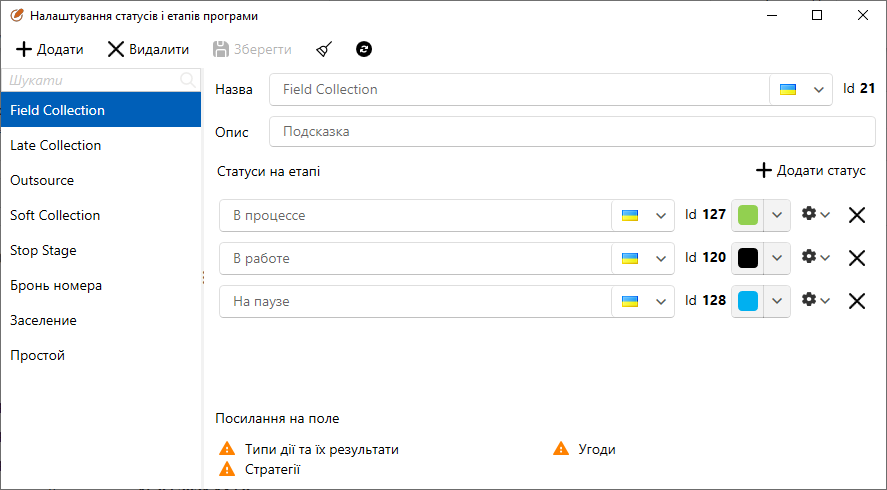 Налаштування статусів і етапів програми
Додати Видалити Зберегти
Шукати
Field Collection
Late Collection
Outsource
Soft Collection
Stop Stage
Бронь номера
Заселение
Простой
Назва Field Collection Id 21
Опис Подсказка
Статуси на етапі Додати статус
В процессе Id 127
В работе Id 120
На паузе Id 128
Посилання на поле
Типи дії та їх результати Угоди
Стратегії